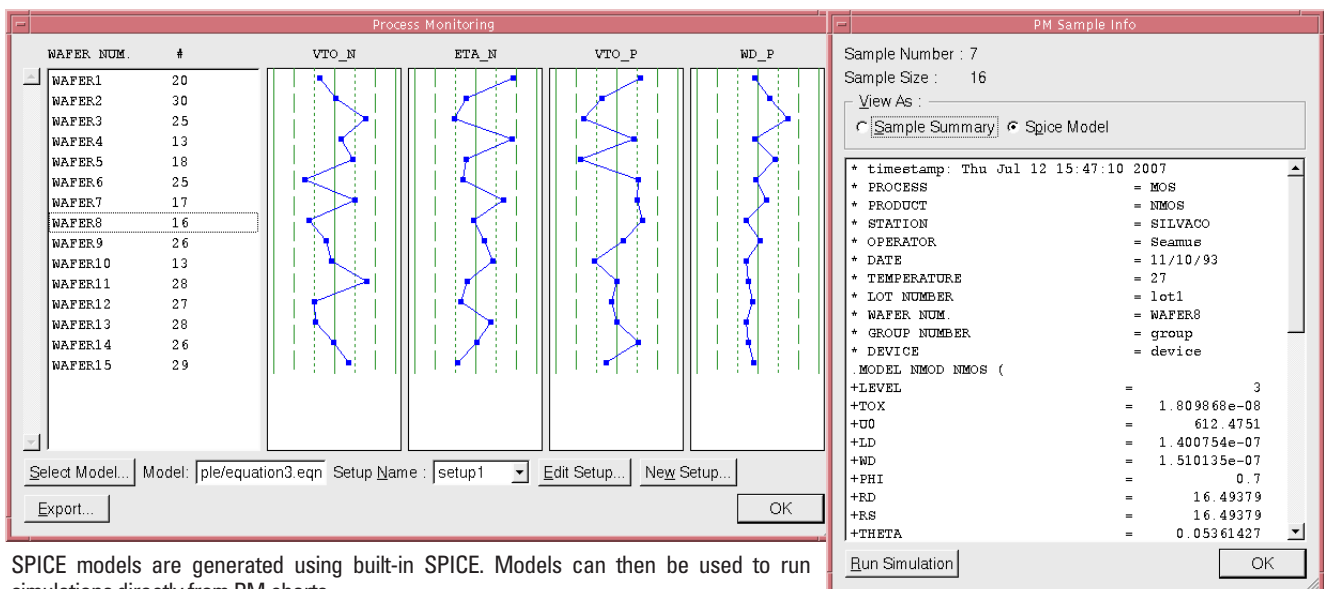 Process Monitoring
WAFER NUM. # VTO_N ETA_N VTO_P WD_P
WAFER1 20
WAFER2 30
WAFER3 25
WAFER4 13
WAFER5 18
WAFER6 25
WAFER7 17
WAFER8 16
WAFER9 26
WAFER10 13
WAFER11 28
WAFER12 27
WAFER13 28
WAFER14 26
WAFER15 29
Select Model... Model: ple/equation3.eqn Setup Name : setup1 Edit Setup... New Setup...
Export... OK
SPICE models are generated using built-in SPICE. Models can then be used to run
simulations directly from PM charts
PM Sample Info
Sample Number : 7
Sample Size : 16
View As :
Sample Summary Spice Model
* timestamp: Thu Jul 12 15:47:10 2007
* PROCESS = MOS
* PRODUCT = NMOS
* STATION = SILVACO
* OPERATOR = Seamus
* DATE = 11/10/93
* TEMPERATURE = 27
* LOT NUMBER = lot1
* WAFER NUM. = WAFER8
* GROUP NUMBER = group
* DEVICE = device
.MODEL NMOD NMOS (
+LEVEL = 3
+TOX = 1.809868e-08
+U0 = 612.4751
+LD = 1.400754e-07
+WD = 1.510135e-07
+PHI = 0.7
+RD = 16.49379
+RS = 16.49379
+THETA = 0.05361427
Run Simulation OK